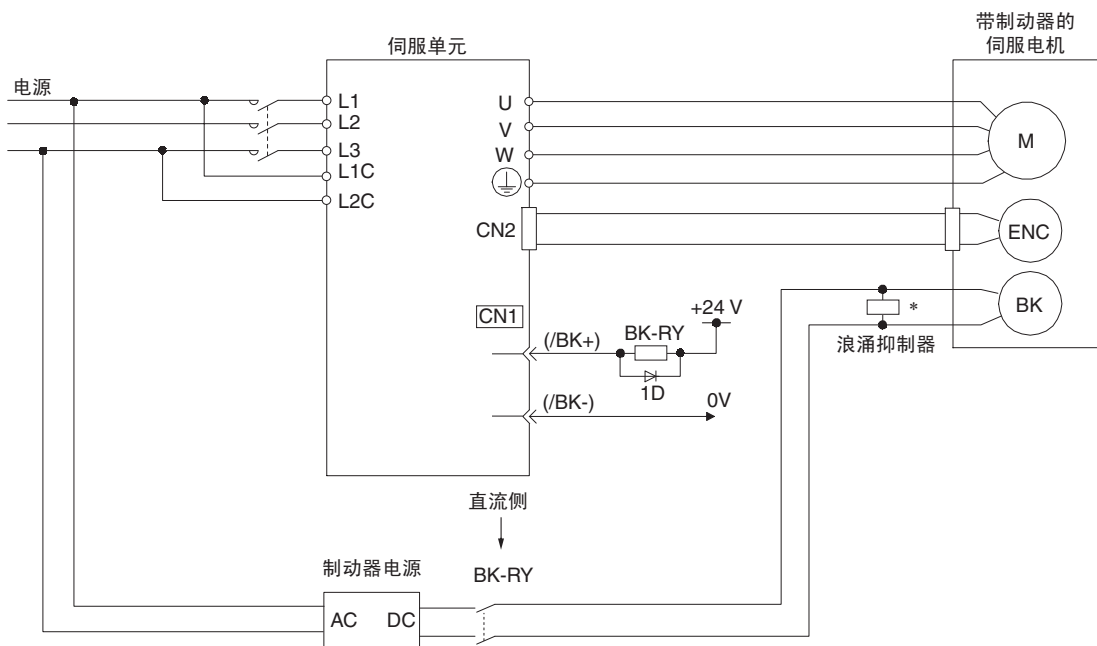 带制动器的
伺服电机
伺服单元
电源
L1
L2
L3
L1C
L2C
U
V
W
M
CN2
ENC
CN1
BK
+24 V
*
(/BK+)
BK-RY
浪涌抑制器
1D
(/BK-)
0V
直流侧
制动器电源
BK-RY
AC
DC